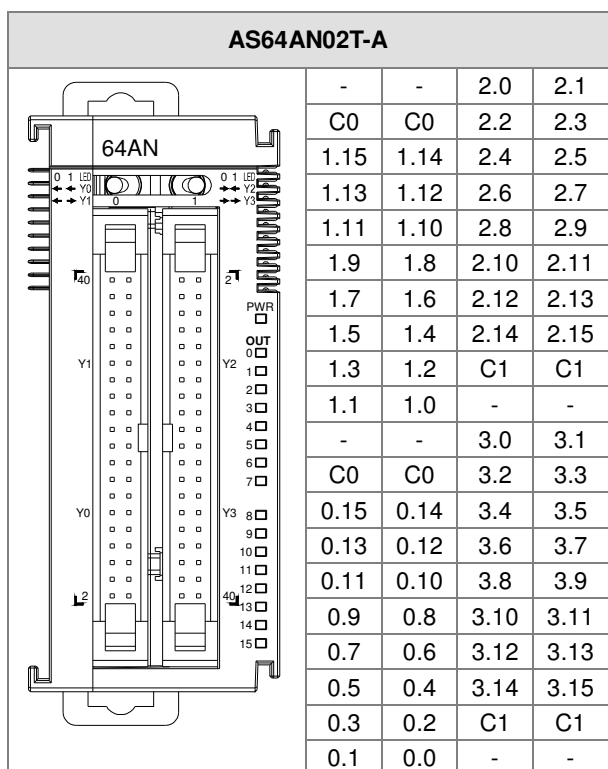 AS64AN02T-A
64AN
0 1 LED 0 1 LED
Y0 Y2
Y1 Y3
0 1
40 2
PWR
OUT
0
Y1 Y2
1
2
3
4
5
6
7
Y0 Y3
8
9
10
11
12
2 40
13
14
15
- - 2.0 2.1
C0 C0 2.2 2.3
1.15 1.14 2.4 2.5
1.13 1.12 2.6 2.7
1.11 1.10 2.8 2.9
1.9 1.8 2.10 2.11
1.7 1.6 2.12 2.13
1.5 1.4 2.14 2.15
1.3 1.2 C1 C1
1.1 1.0 - -
- - 3.0 3.1
C0 C0 3.2 3.3
0.15 0.14 3.4 3.5
0.13 0.12 3.6 3.7
0.11 0.10 3.8 3.9
0.9 0.8 3.10 3.11
0.7 0.6 3.12 3.13
0.5 0.4 3.14 3.15
0.3 0.2 C1 C1
0.1 0.0 - -